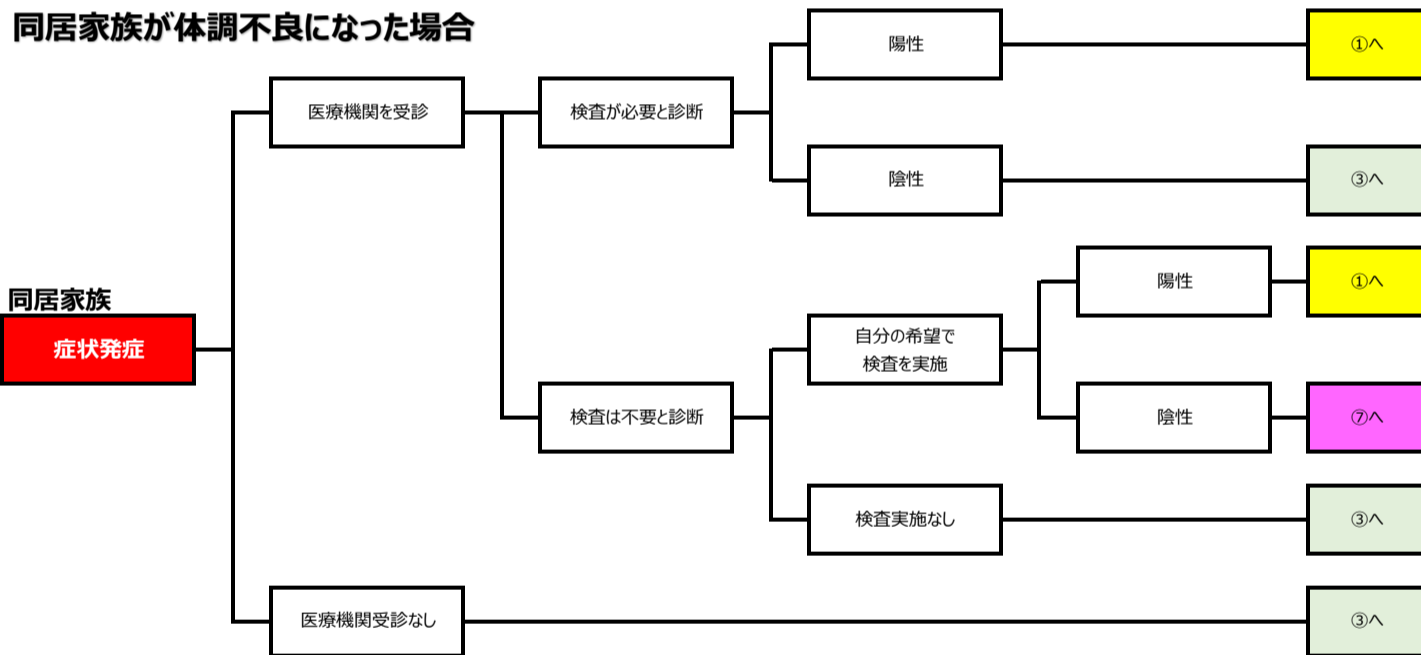 同居家族が体調不良になった場合
陽性
①へ
医療機関を受診
検査が必要と診断
陰性
③へ
陽性
①へ
同居家族
症状発症
自分の希望で
検査を実施
検査は不要と診断
陰性
⑦へ
検査実施なし
③へ
医療機関受診なし
③へ